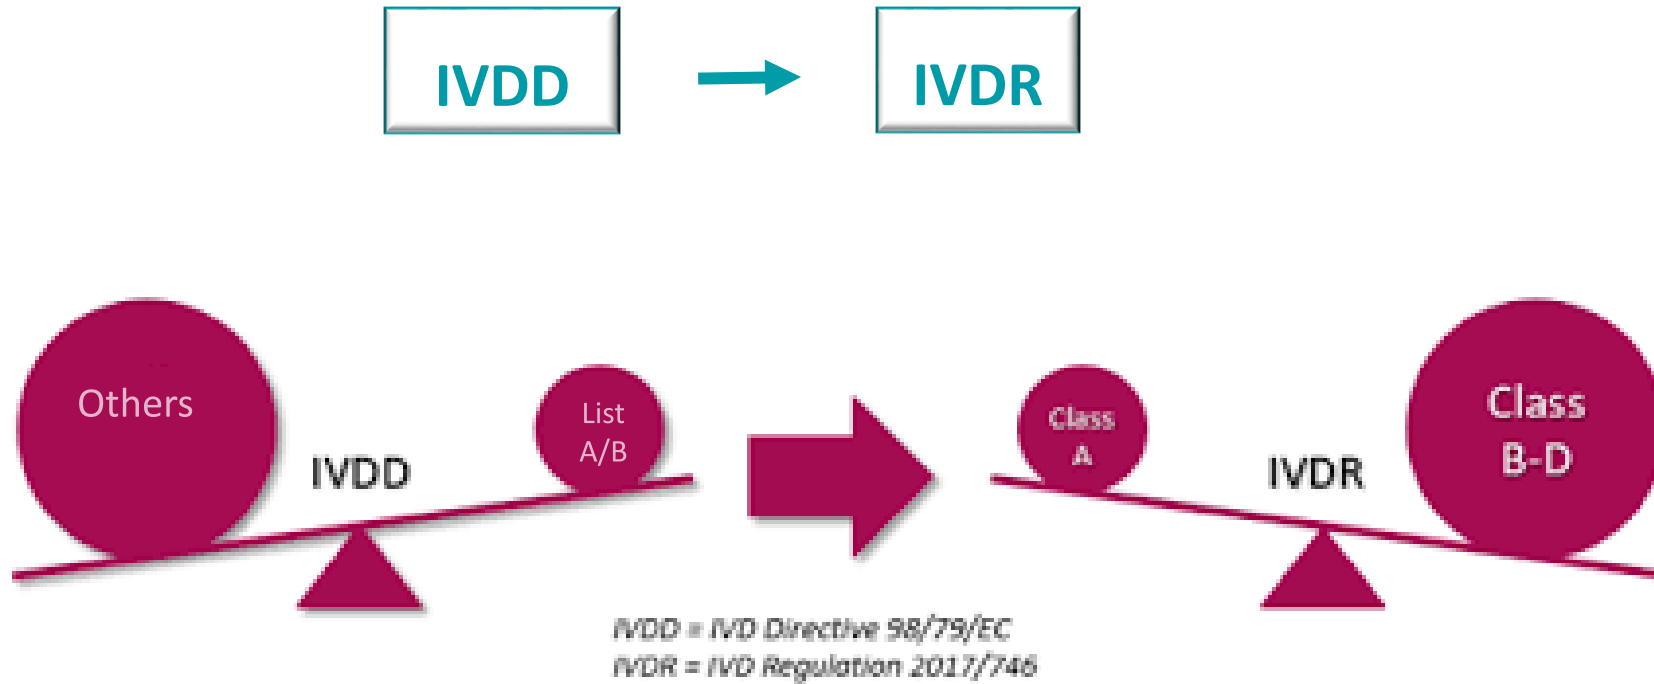 IVDD
IVDR
Others
List
A/B
IVDD
Class
A
IVDR
Class
B-D
IVDD = IVD Directive 98/79/EC
IVDR = IVD Regulation 2017/746